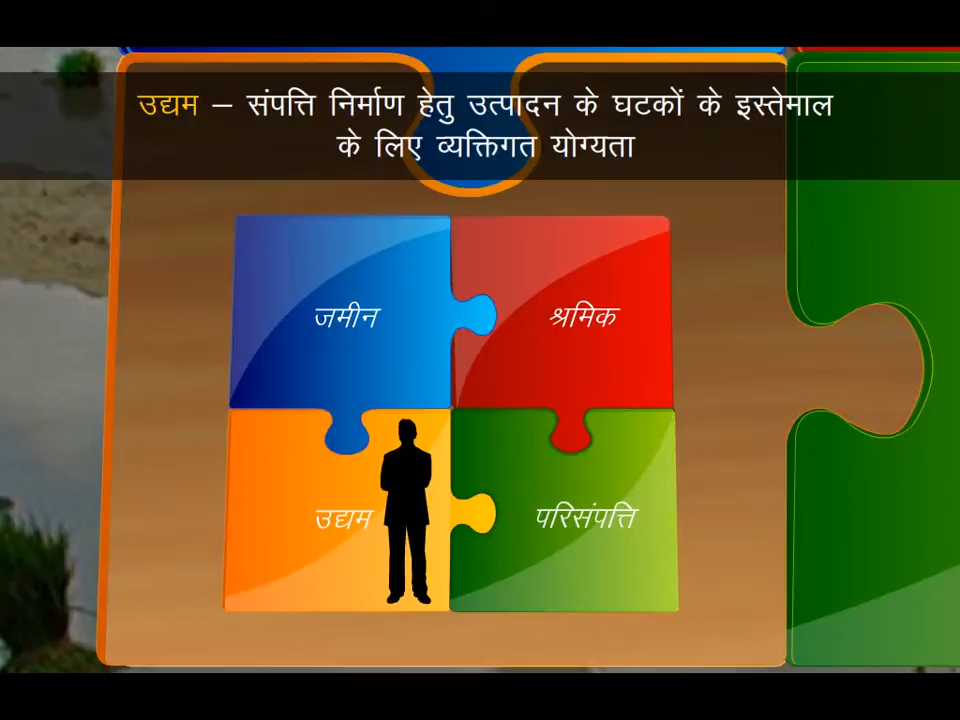 उद्यम – संपत्ति निर्माण हेतु उत्पादन के घटकों के इस्तेमाल
के लिए व्यक्तिगत योग्यता
जमीन
श्रमिक
उद्यम
परिसंपत्ति